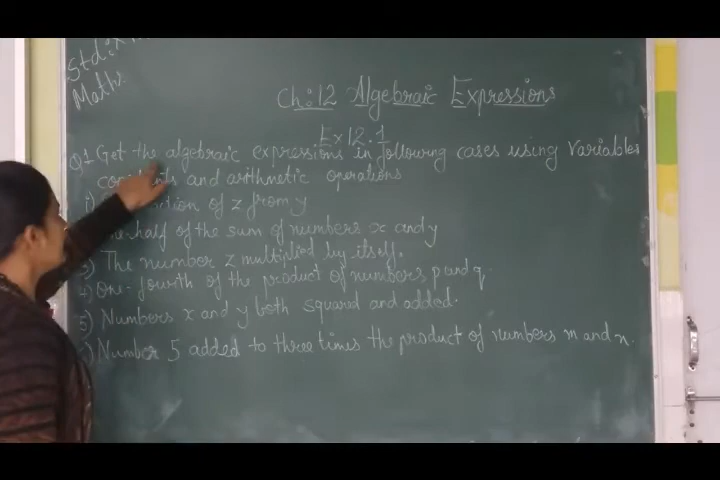 Std:
Maths
Ch:12 Algebraic Expressions
Ex 12.1
Q1 Get the algebraic expressions in following cases using variables
and arithmetic operations
1) of z from y
half of the sum of numbers x and y
3) The number z multiplied by itself.
4) One-fourth of the product of numbers p and q.
5) Numbers x and y both squared and added.
) Number 5 added to three times the product of numbers m and n.